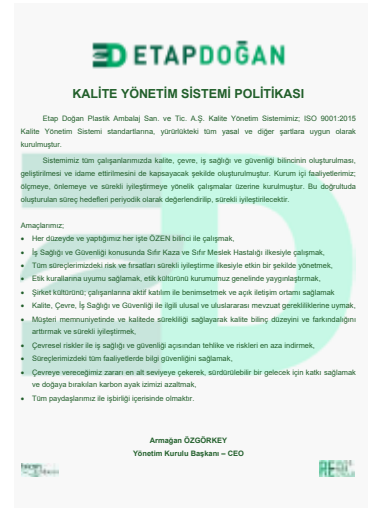 ETAPDOĞAN
KALİTE YÖNETİM SİSTEMİ POLİTİKASI
Etap Doğan Plastik Ambalaj San. ve Tic. A.Ş. Kalite Yönetim Sistemimiz; ISO 9001:2015
Kalite Yönetim Sistemi standartlarına, yürürlükteki tüm yasal ve diğer şartlara uygun olarak
kurulmuştur.
Sistemimiz tüm çalışanlarımızda kalite, çevre, iş sağlığı ve güvenliği bilincinin oluşturulması,
geliştirilmesi ve idame ettirilmesini de kapsayacak şekilde oluşturulmuştur. Kurum içi faaliyetlerimiz;
ölçmeye, önlemeye ve sürekli iyileştirmeye yönelik çalışmalar üzerine kurulmuştur. Bu doğrultuda
oluşturulan süreç hedefleri periyodik olarak değerlendirilip, sürekli iyileştirilecektir.
Amaçlarımız;
• Her düzeyde ve yaptığımız her işte ÖZEN bilinci ile çalışmak,
• İş Sağlığı ve Güvenliği konusunda Sıfır Kaza ve Sıfır Meslek Hastalığı ilkesiyle çalışmak,
• Tüm süreçlerimizdeki risk ve fırsatları sürekli iyileştirme ilkesiyle etkin bir şekilde yönetmek,
• Etik kurallarına uyumu sağlamak, etik kültürünü kurumumuz genelinde yaygınlaştırmak,
• Şirket kültürünü; çalışanlarına aktif katılım ile benimsetmek ve açık iletişim ortamı sağlamak
• Kalite, Çevre, İş Sağlığı ve Güvenliği ile ilgili ulusal ve uluslararası mevzuat gerekliliklerine uymak,
• Müşteri memnuniyetinde ve kalitede sürekliliği sağlayarak kalite bilinç düzeyini ve farkındalığını
arttırmak ve sürekli iyileştirmek,
• Çevresel riskler ile iş sağlığı ve güvenliği açısından tehlike ve riskleri en aza indirmek,
• Süreçlerimizdeki tüm faaliyetlerde bilgi güvenliğini sağlamak,
• Çevreye vereceğimiz zararı en alt seviyeye çekerek, sürdürülebilir bir gelecek için katkı sağlamak
ve doğaya bırakılan karbon ayak izimizi azaltmak,
• Tüm paydaşlarımız ile işbirliği içerisinde olmaktır.
Armağan ÖZGÖRKEY
Yönetim Kurulu Başkanı – CEO